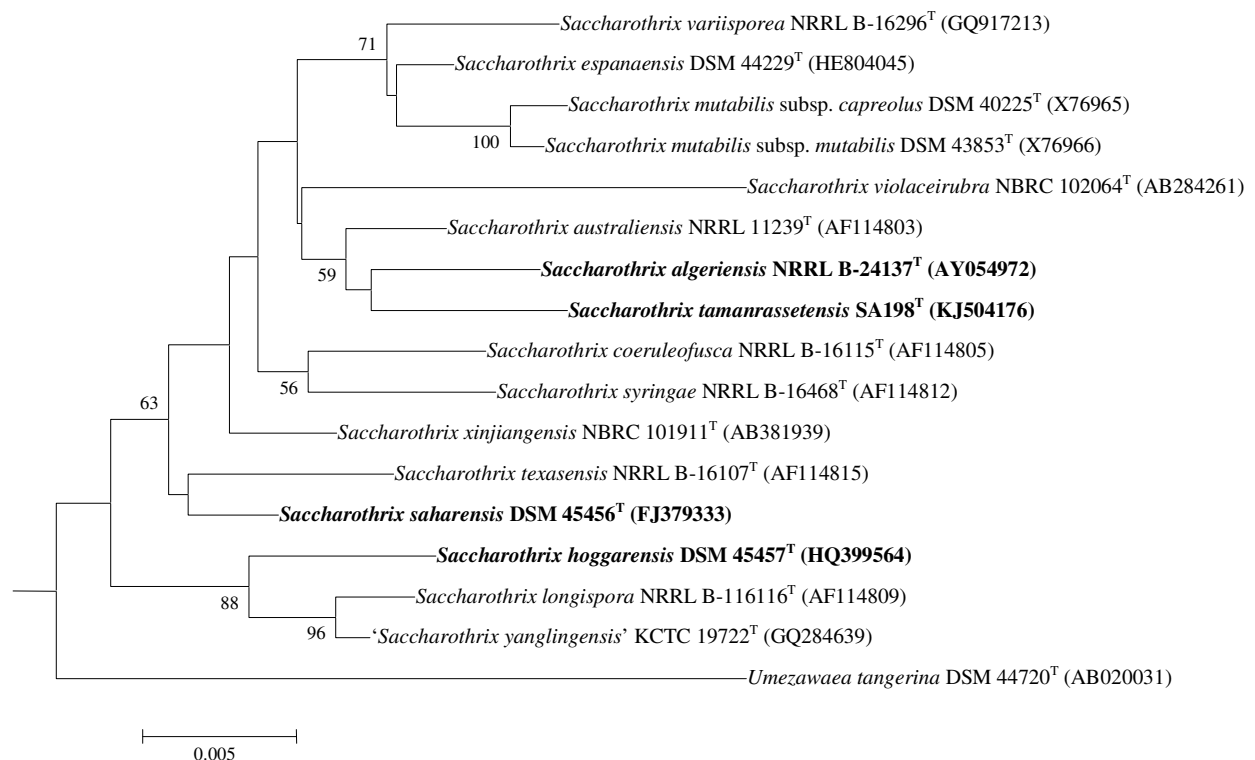 Saccharothrix variisporea NRRL B-16296ᵀ (GQ917213)
71
Saccharothrix espanaensis DSM 44229ᵀ (HE804045)
Saccharothrix mutabilis subsp. capreolus DSM 40225ᵀ (X76965)
100
Saccharothrix mutabilis subsp. mutabilis DSM 43853ᵀ (X76966)
Saccharothrix violaceirubra NBRC 102064ᵀ (AB284261)
Saccharothrix australiensis NRRL 11239ᵀ (AF114803)
59
Saccharothrix algeriensis NRRL B-24137ᵀ (AY054972)
Saccharothrix tamanrassetensis SA198ᵀ (KJ504176)
Saccharothrix coeruleofusca NRRL B-16115ᵀ (AF114805)
56
Saccharothrix syringae NRRL B-16468ᵀ (AF114812)
63
Saccharothrix xinjiangensis NBRC 101911ᵀ (AB381939)
Saccharothrix texasensis NRRL B-16107ᵀ (AF114815)
Saccharothrix saharensis DSM 45456ᵀ (FJ379333)
Saccharothrix hoggarensis DSM 45457ᵀ (HQ399564)
88
Saccharothrix longispora NRRL B-116116ᵀ (AF114809)
96
‘Saccharothrix yanglingensis’ KCTC 19722ᵀ (GQ284639)
Umezawaea tangerina DSM 44720ᵀ (AB020031)
0.005